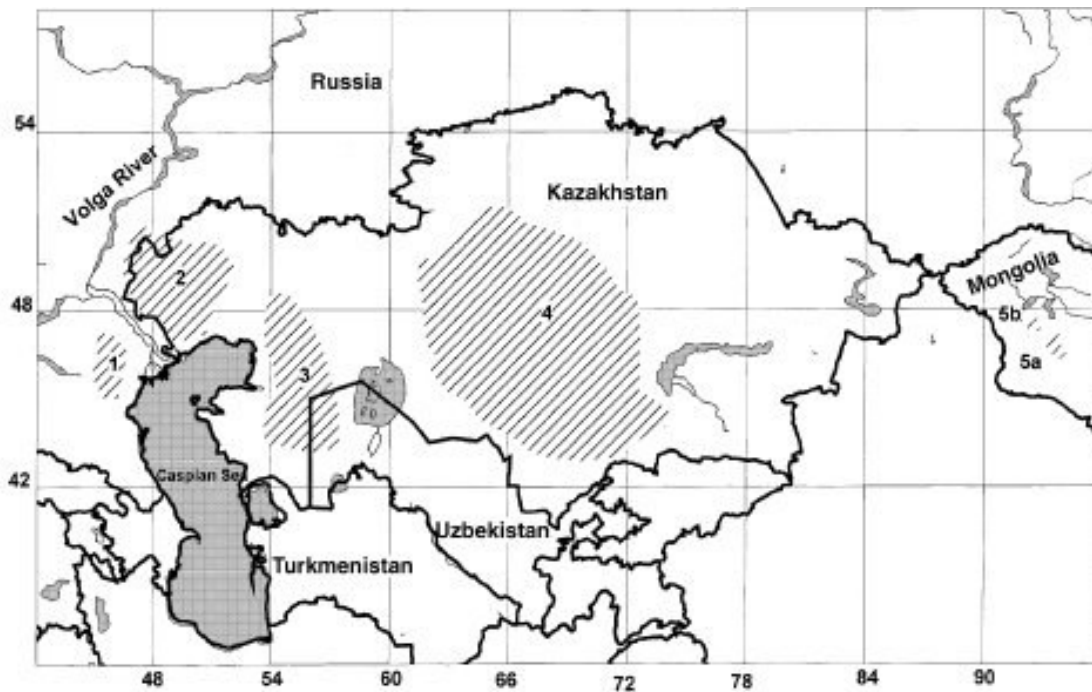 Russia
54
Volga River
Kazakhstan
2
Mongolia
48
4
5b
1
3
5a
Caspian Se
42
Uzbekistan
Turkmenistan
48 54 60 66 72 78 84 90